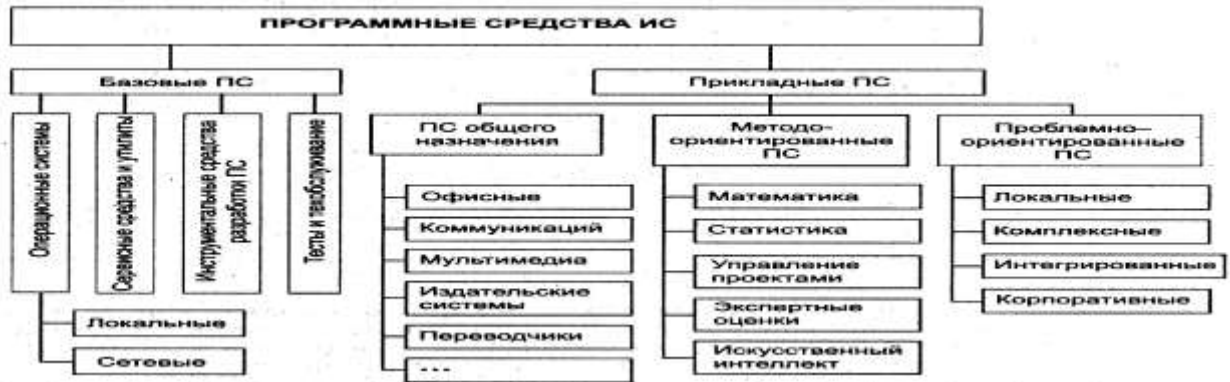 ПРОГРАММНЫЕ СРЕДСТВА ИС
Базовые ПС
Операционные системы
Сервисные средства и утилиты
Инструментальные средства
разработки ПС
Тесты и техобслуживание
Локальные
Сетевые
Прикладные ПС
ПС общего
назначения
Офисные
Коммуникаций
Мультимедиа
Издательские
системы
Переводчики
...
Методо-
ориентированные
ПС
Математика
Статистика
Управление
проектами
Экспертные
оценки
Искусственный
интеллект
Проблемно-
ориентированные
ПС
Локальные
Комплексные
Интегрированные
Корпоративные